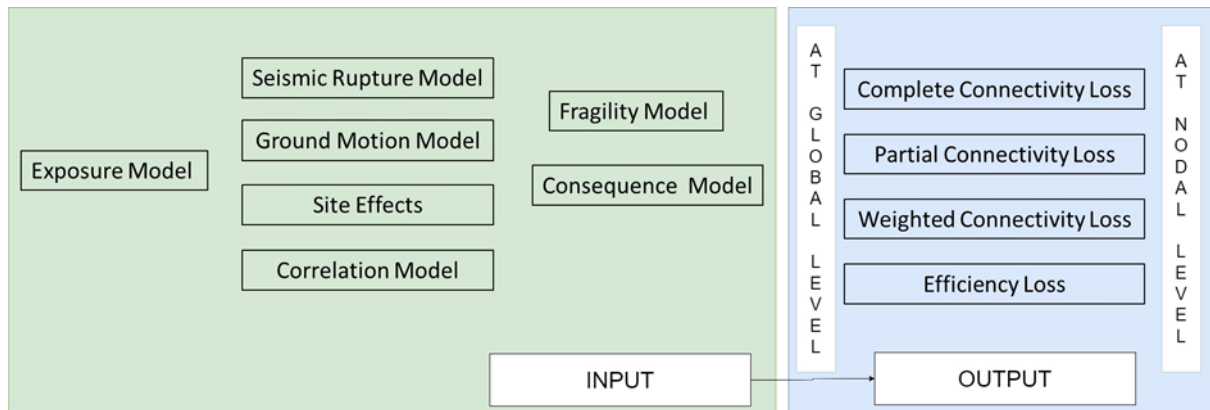 Exposure Model
Seismic Rupture Model
Ground Motion Model
Site Effects
Correlation Model
Fragility Model
Consequence Model
INPUT
AT GLOBAL LEVEL
Complete Connectivity Loss
Partial Connectivity Loss
Weighted Connectivity Loss
Efficiency Loss
AT NODAL LEVEL
OUTPUT